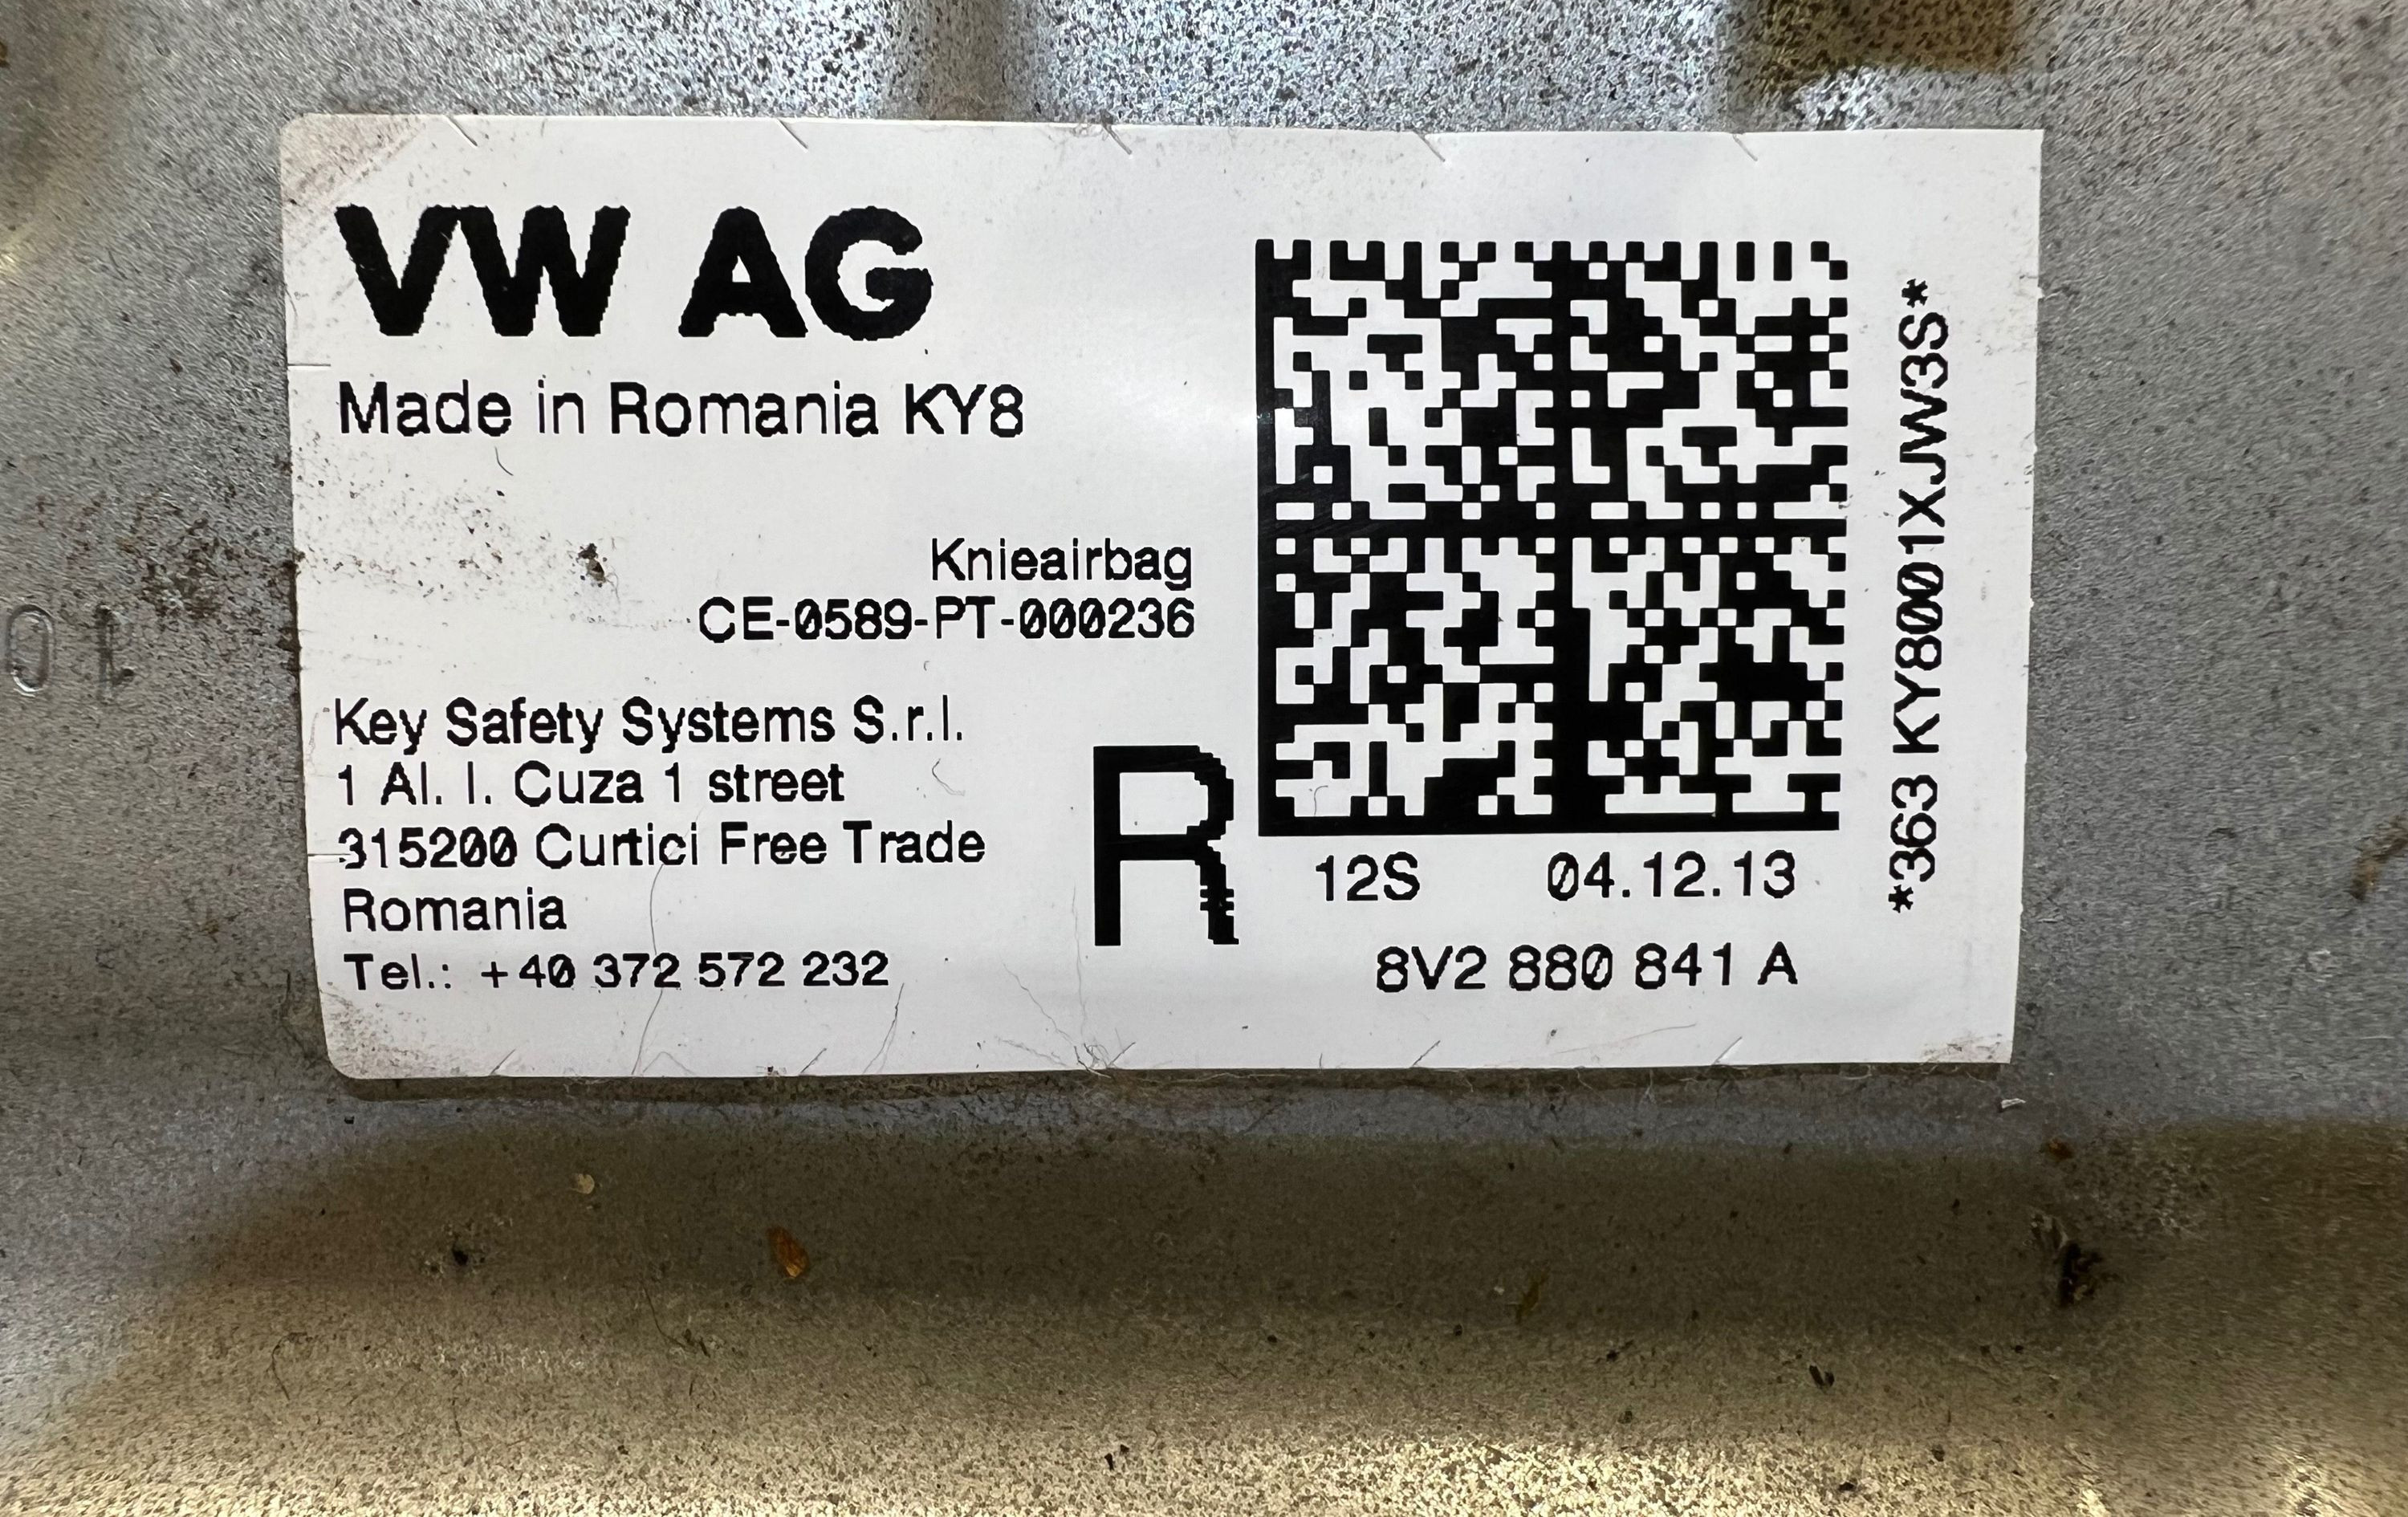 VW AG
Made in Romania KY8
Knieairbag
CE-0589-PT-000236
Key Safety Systems S.r.l.
1 Al. I. Cuza 1 street
315200 Curtici Free Trade
Romania
Tel.: +40 372 572 232
R
12S 04.12.13
8V2 880 841 A
*363 KY8001XJW3S*
10